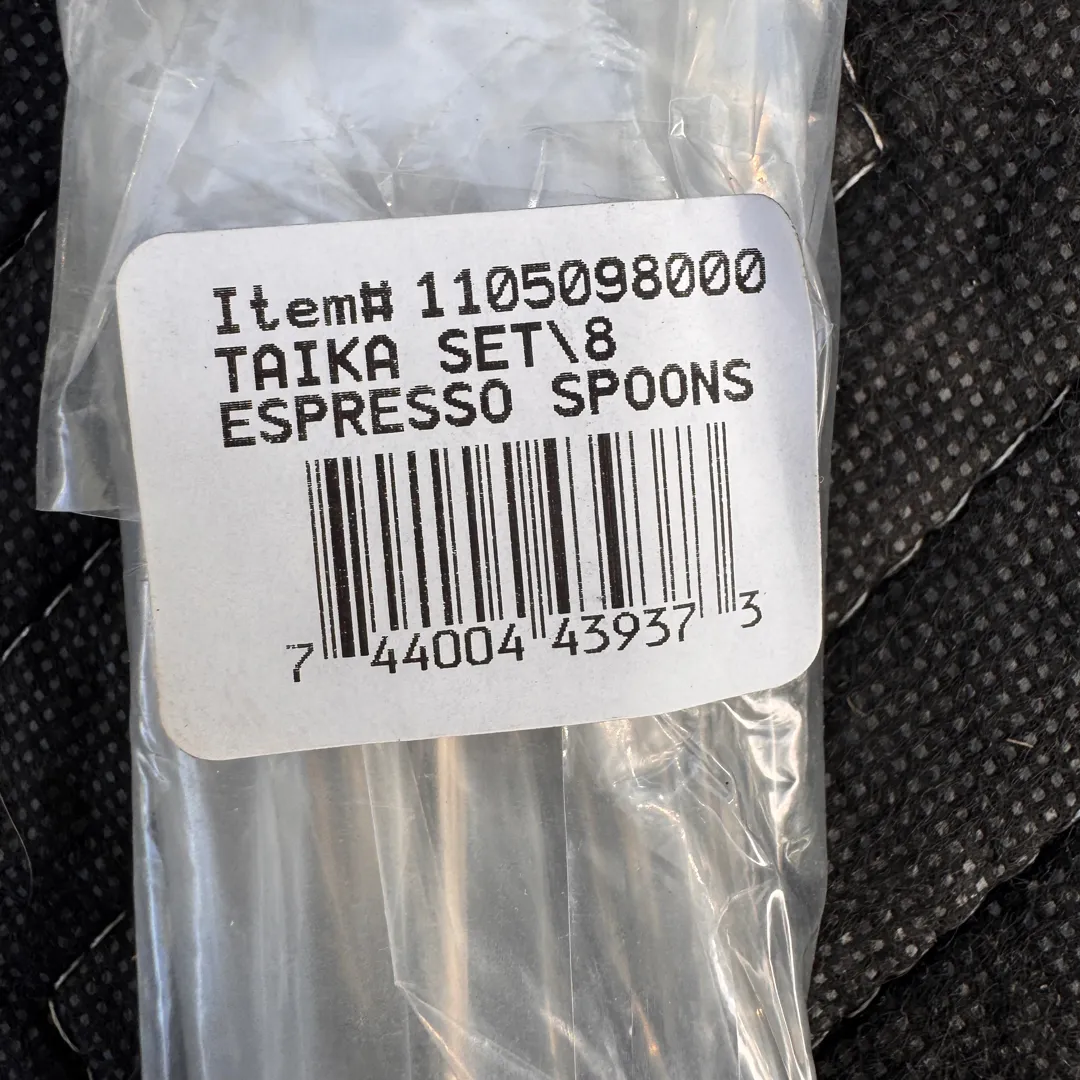 Item# 1105098000
TAIKA SET\8
ESPRESSO SPOONS
7 44004 43937 3